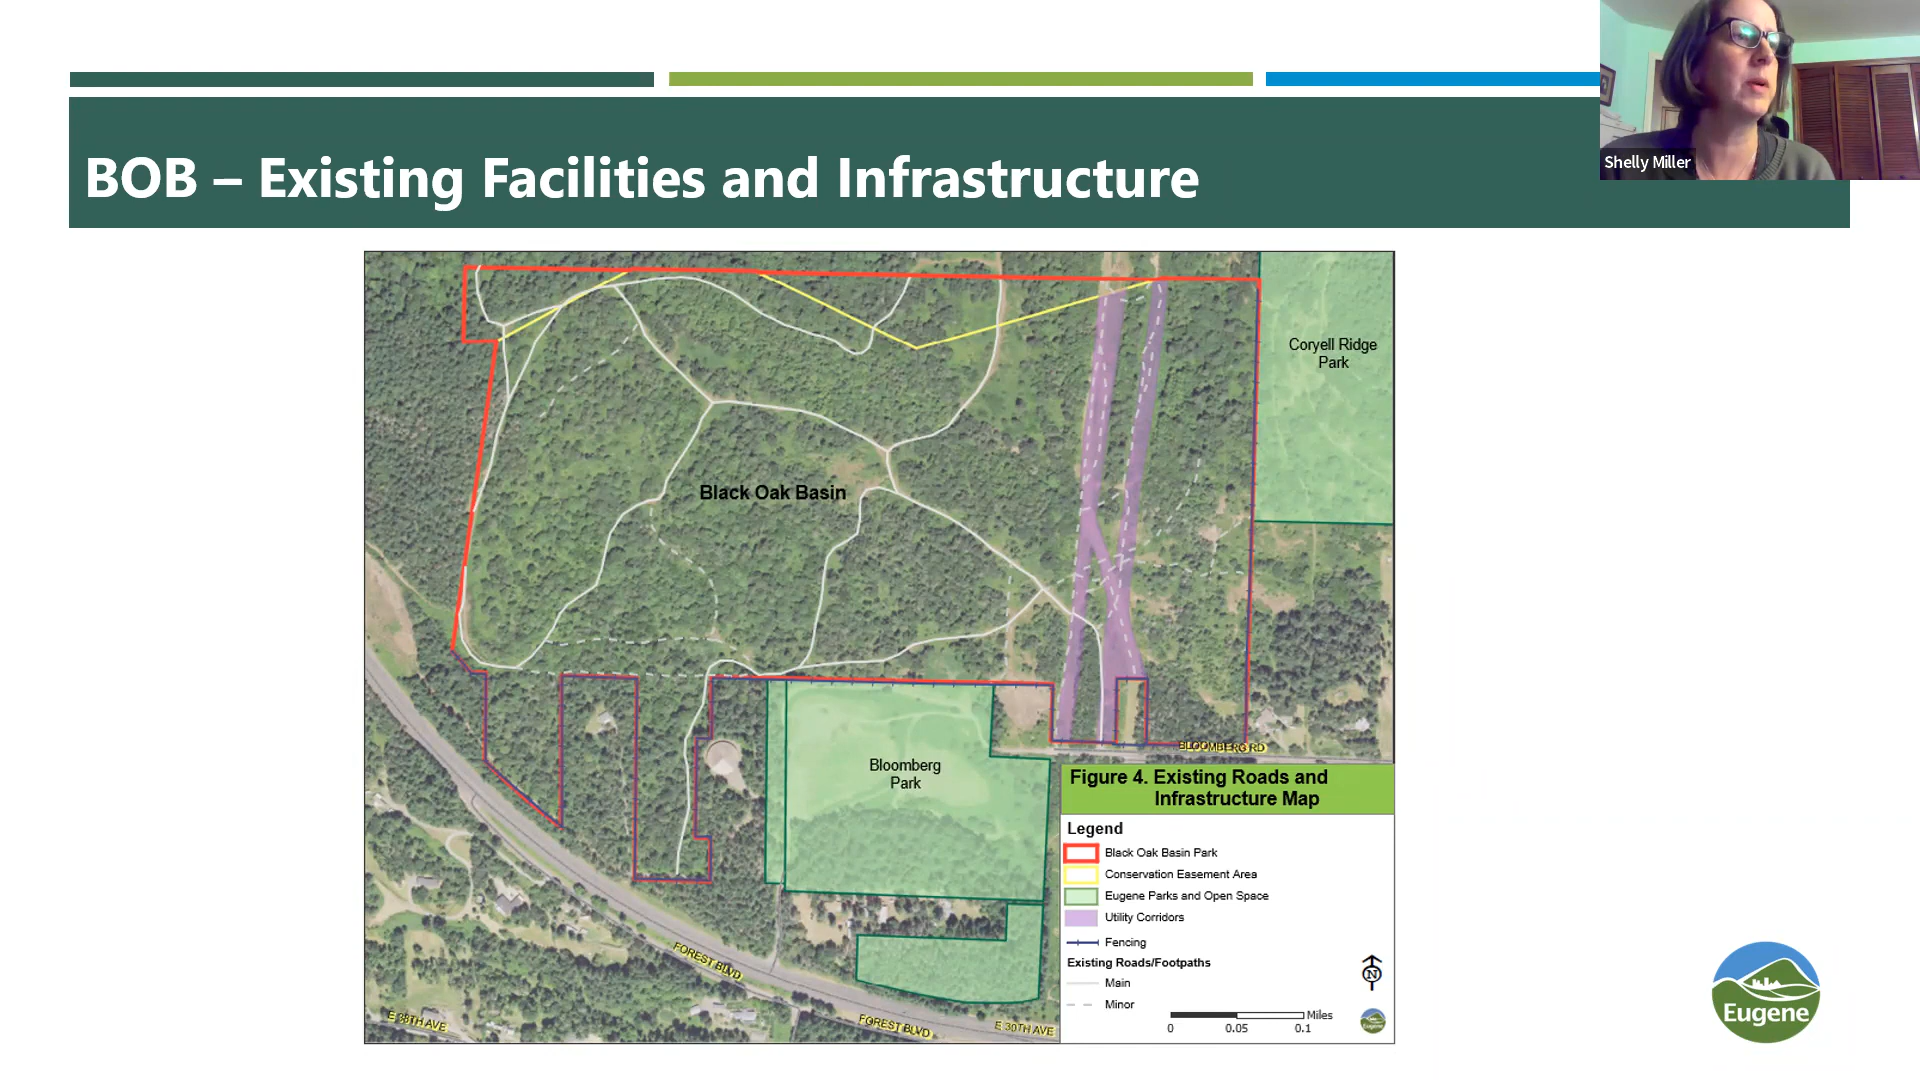 Shelly Miller
BOB – Existing Facilities and Infrastructure
Coryell Ridge
Park
Black Oak Basin
BLOOMBERG RD
Bloomberg
Park
Figure 4. Existing Roads and
Infrastructure Map
Legend
Black Oak Basin Park
Conservation Easement Area
Eugene Parks and Open Space
Utility Corridors
Fencing
Existing Roads/Footpaths
Main
Minor
N
Miles
0 0.05 0.1
Eugene
FOREST BLVD
E 38TH AVE
FOREST BLVD
E 30TH AVE
Eugene